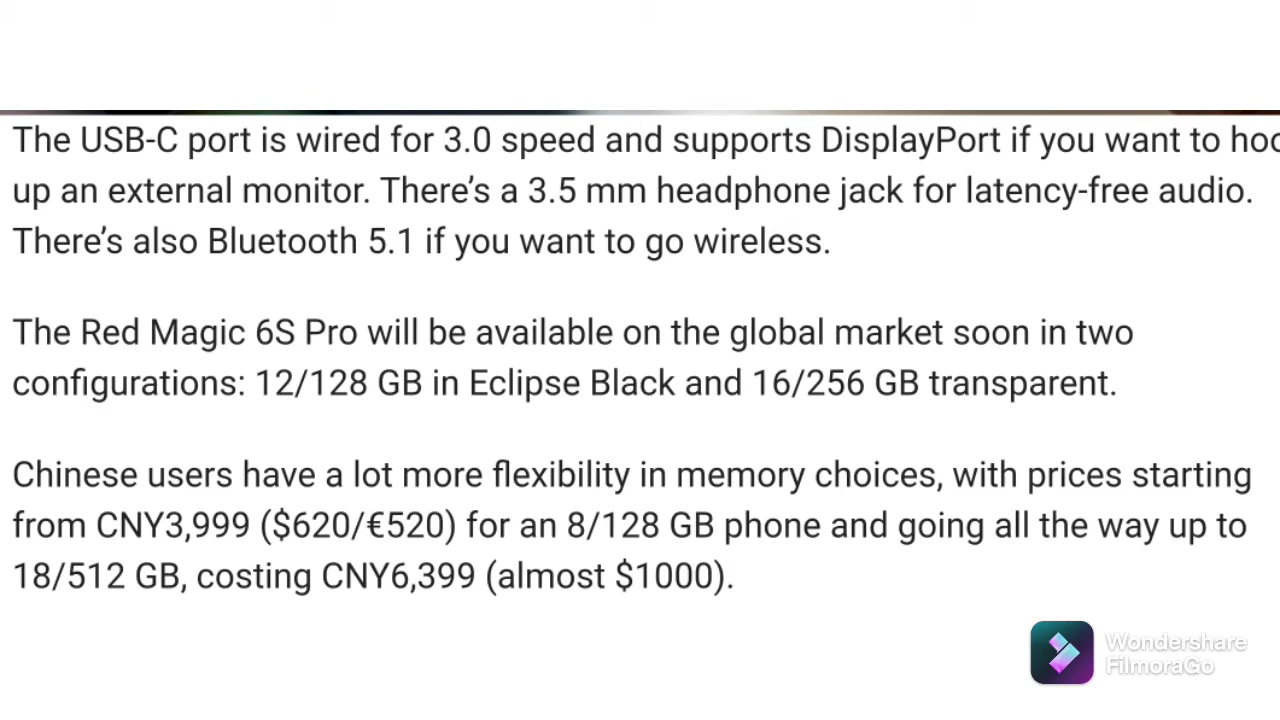 The USB-C port is wired for 3.0 speed and supports DisplayPort if you want to
up an external monitor. There's a 3.5 mm headphone jack for latency-free audio.
There's also Bluetooth 5.1 if you want to go wireless.
The Red Magic 6S Pro will be available on the global market soon in two
configurations: 12/128 GB in Eclipse Black and 16/256 GB transparent.
Chinese users have a lot more flexibility in memory choices, with prices starting
from CNY3,999 ($620/€520) for an 8/128 GB phone and going all the way up to
18/512 GB, costing CNY6,399 (almost $1000).
Wondershare
FilmoraGo